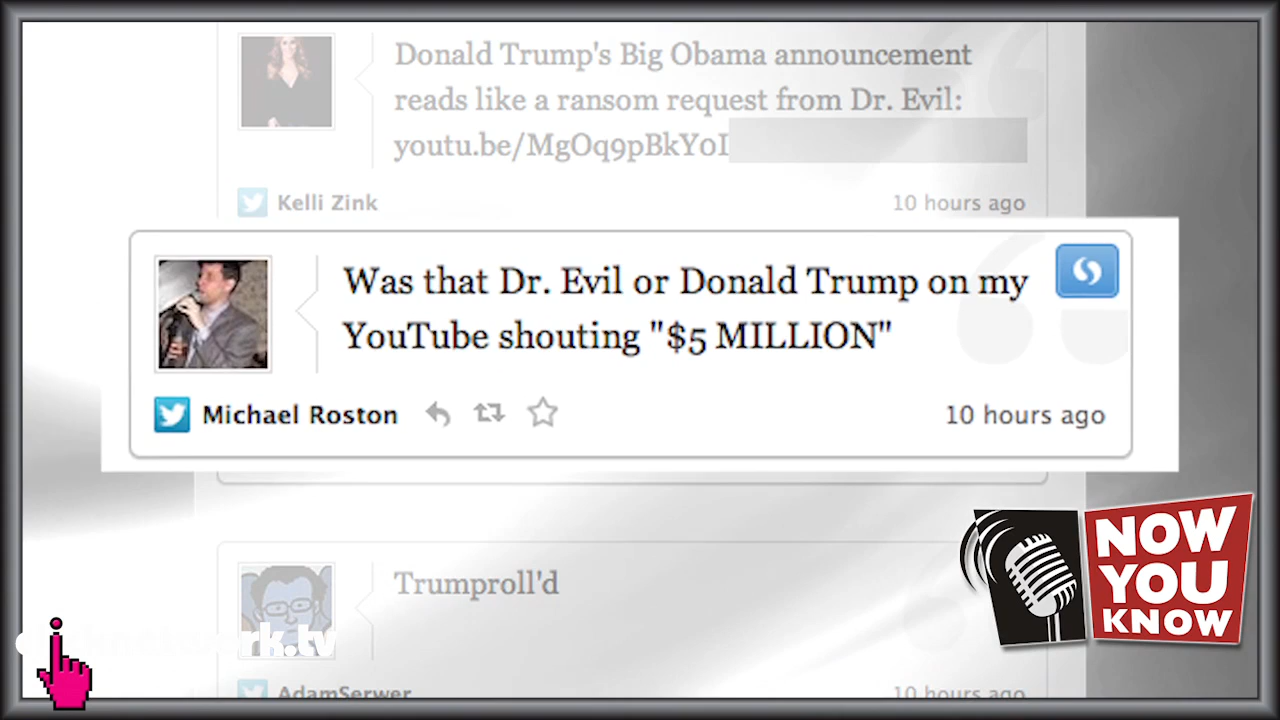 Donald Trump's Big Obama announcement
reads like a ransom request from Dr. Evil:
youtu.be/MgOq9pBkYoI
Kelli Zink
10 hours ago
Was that Dr. Evil or Donald Trump on my
YouTube shouting "$5 MILLION"
Michael Roston
10 hours ago
Trumproll'd
AdamSerwer
10 hours ago
NOW
YOU
KNOW